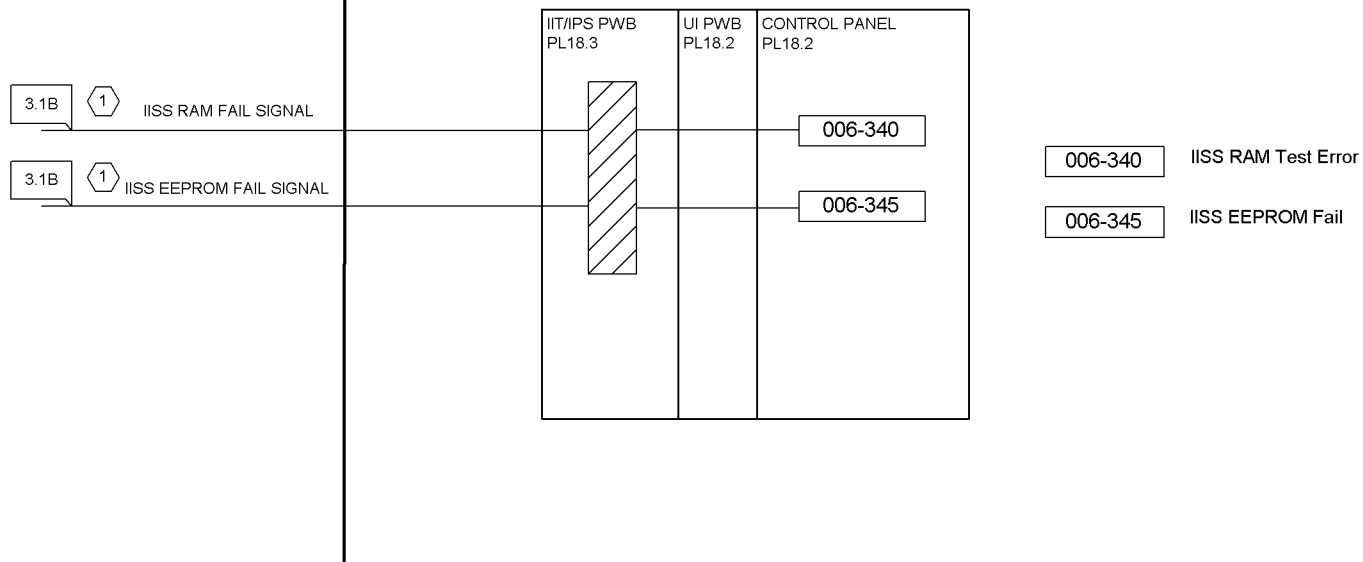 IIT/IPS PWB
PL18.3
UI PWB
PL18.2
CONTROL PANEL
PL18.2
3.1B
1
IISS RAM FAIL SIGNAL
006-340
3.1B
1
IISS EEPROM FAIL SIGNAL
006-345
006-340
IISS RAM Test Error
006-345
IISS EEPROM Fail